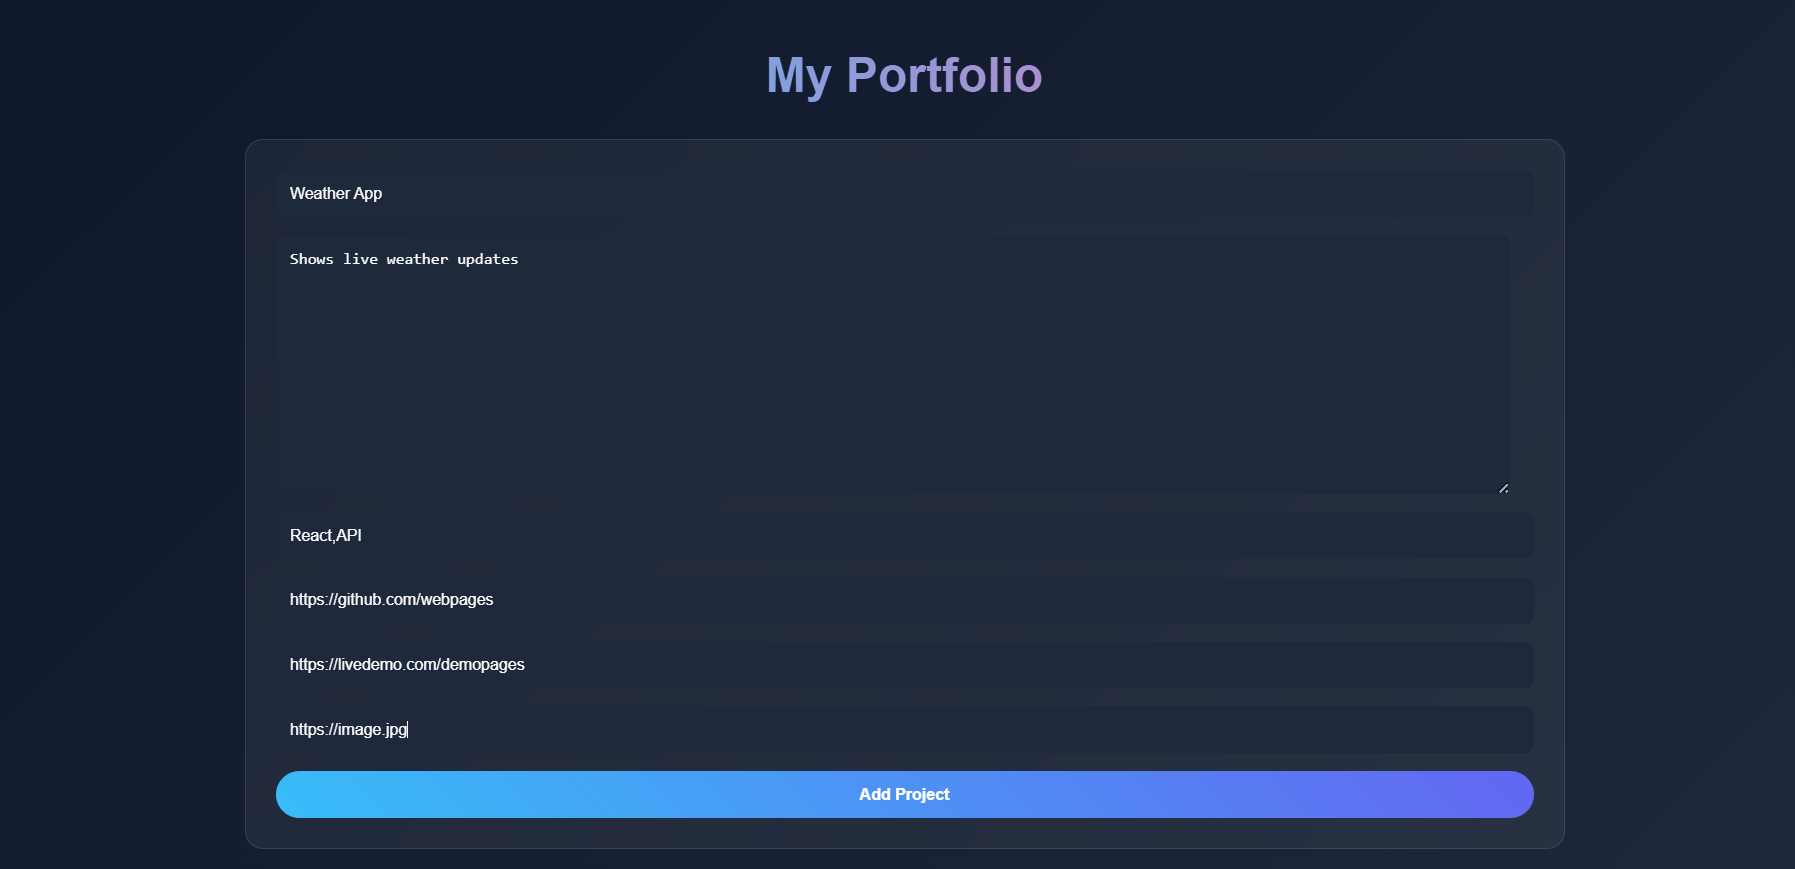 My Portfolio
Weather App
Shows live weather updates
React,API
https://github.com/webpages
https://livedemo.com/demopages
https://image.jpg
Add Project